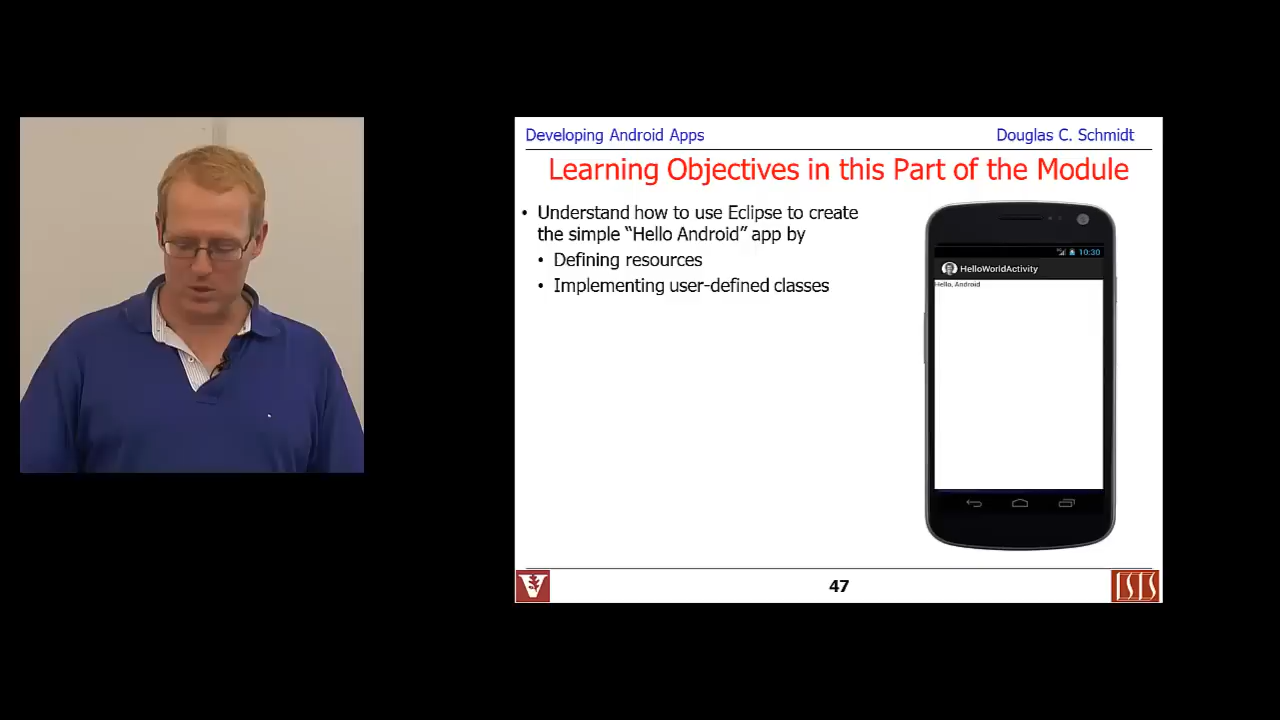 Developing Android Apps Douglas C. Schmidt
Learning Objectives in this Part of the Module
• Understand how to use Eclipse to create
the simple “Hello Android” app by
• Defining resources
• Implementing user-defined classes
10:30
HelloWorldActivity
Hello, Android
47
V
ISIS